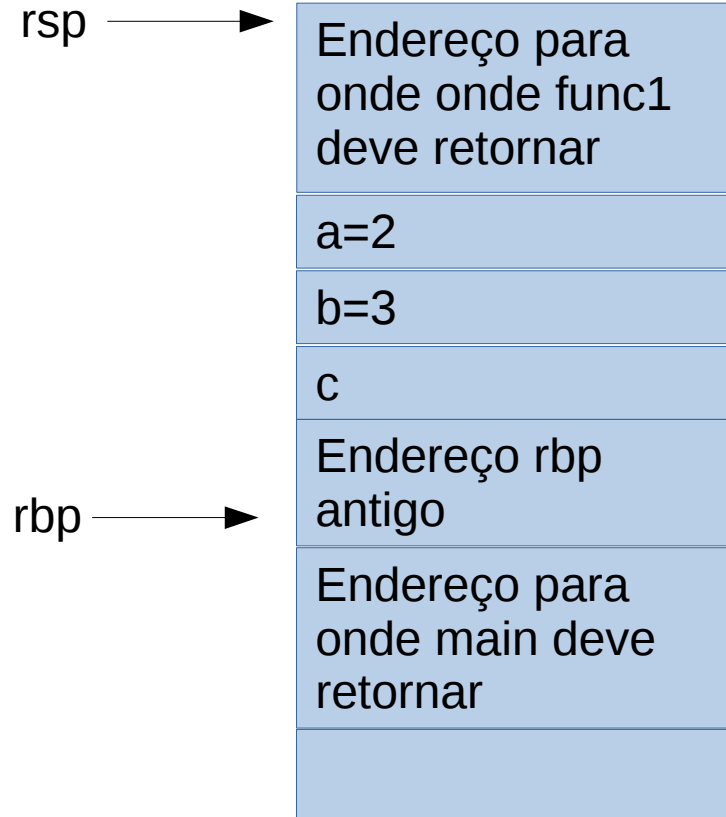 rsp
Endereço para
onde onde func1
deve retornar
a=2
b=3
c
Endereço rbp
antigo
rbp
Endereço para
onde main deve
retornar